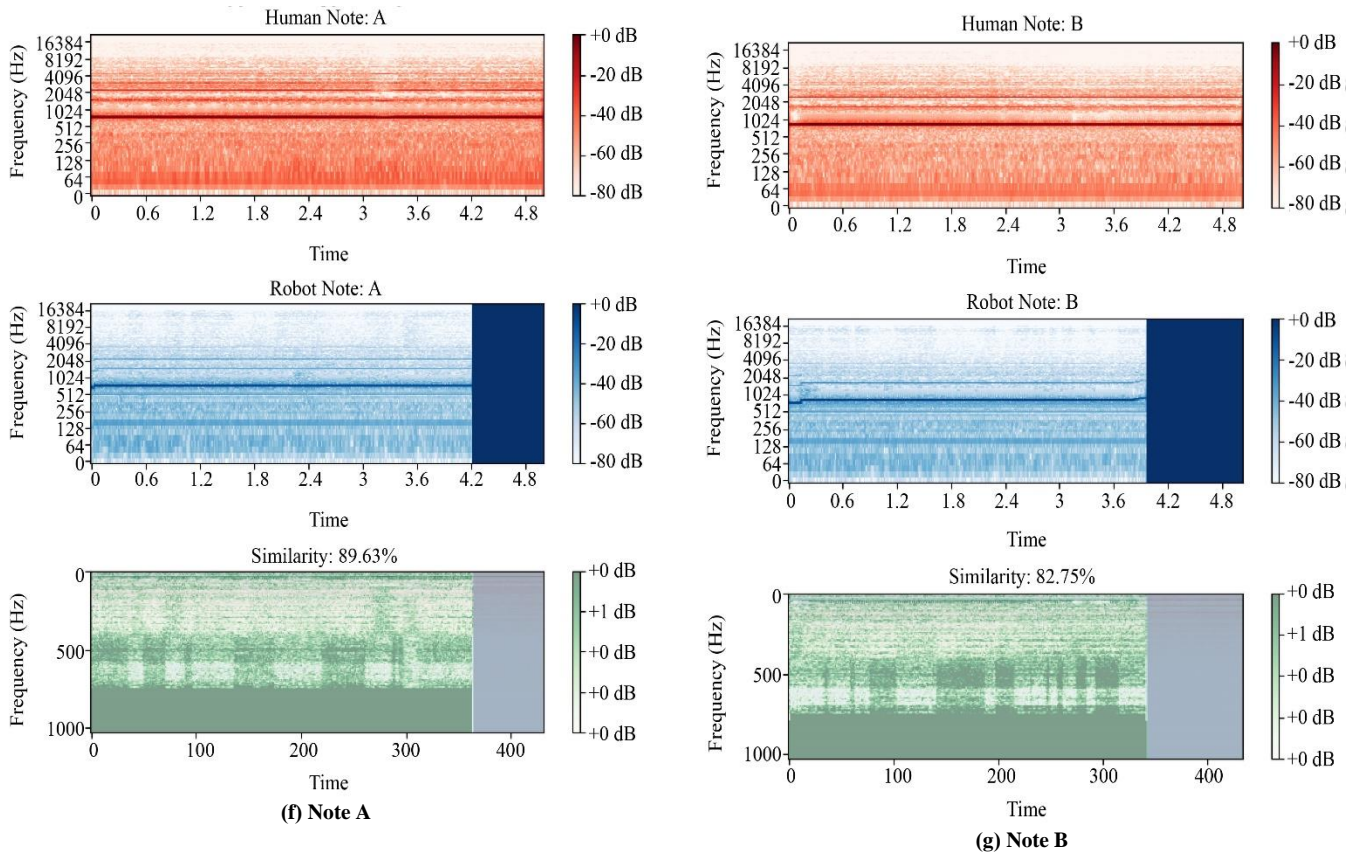 Human Note: A
Frequency (Hz)
16384
8192
4096
2048
1024
512
256
128
64
0
0 0.6 1.2 1.8 2.4 3 3.6 4.2 4.8
Time
+0 dB
-20 dB
-40 dB
-60 dB
-80 dB
Robot Note: A
Frequency (Hz)
16384
8192
4096
2048
1024
512
256
128
64
0
0 0.6 1.2 1.8 2.4 3 3.6 4.2 4.8
Time
+0 dB
-20 dB
-40 dB
-60 dB
-80 dB
Similarity: 89.63%
Frequency (Hz)
0
500
1000
0 100 200 300 400
Time
+0 dB
+1 dB
+0 dB
+0 dB
+0 dB
(f) Note A
Human Note: B
Frequency (Hz)
16384
8192
4096
2048
1024
512
256
128
64
0
0 0.6 1.2 1.8 2.4 3 3.6 4.2 4.8
Time
+0 dB
-20 dB
-40 dB
-60 dB
-80 dB
Robot Note: B
Frequency (Hz)
16384
8192
4096
2048
1024
512
256
128
64
0
0 0.6 1.2 1.8 2.4 3 3.6 4.2 4.8
Time
+0 dB
-20 dB
-40 dB
-60 dB
-80 dB
Similarity: 82.75%
Frequency (Hz)
0
500
1000
0 100 200 300 400
Time
+0 dB
+1 dB
+0 dB
+0 dB
+0 dB
(g) Note B